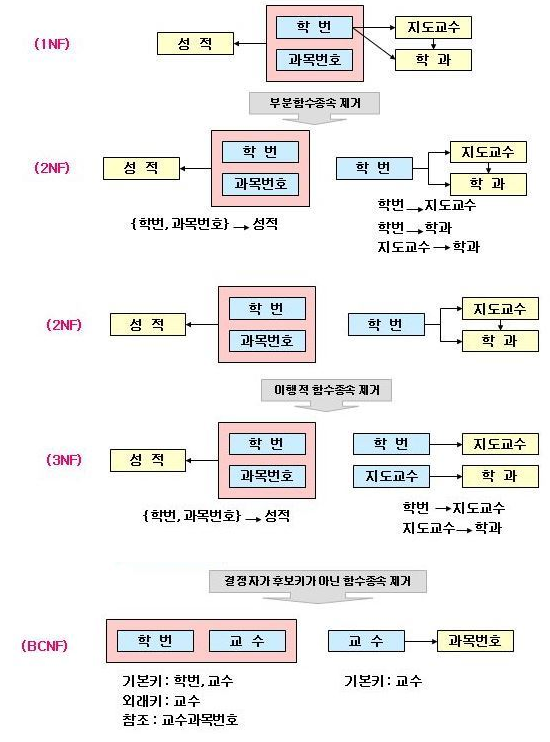 (1NF)
성 적
학 번
과목번호
지도교수
학 과
부분함수종속 제거
(2NF)
성 적
학 번
과목번호
학 번
지도교수
학 과
{학번, 과목번호} → 성적
학번 → 지도교수
학번 → 학과
지도교수 → 학과
(2NF)
성 적
학 번
과목번호
학 번
지도교수
학 과
이행적 함수종속 제거
(3NF)
성 적
학 번
과목번호
학 번
지도교수
지도교수
학 과
{학번, 과목번호} → 성적
학번 → 지도교수
지도교수 → 학과
결정자가 후보키가 아닌 함수종속 제거
(BCNF)
학 번
교 수
교 수
과목번호
기본키 : 학번, 교수
외래키 : 교수
참조 : 교수과목번호
기본키 : 교수